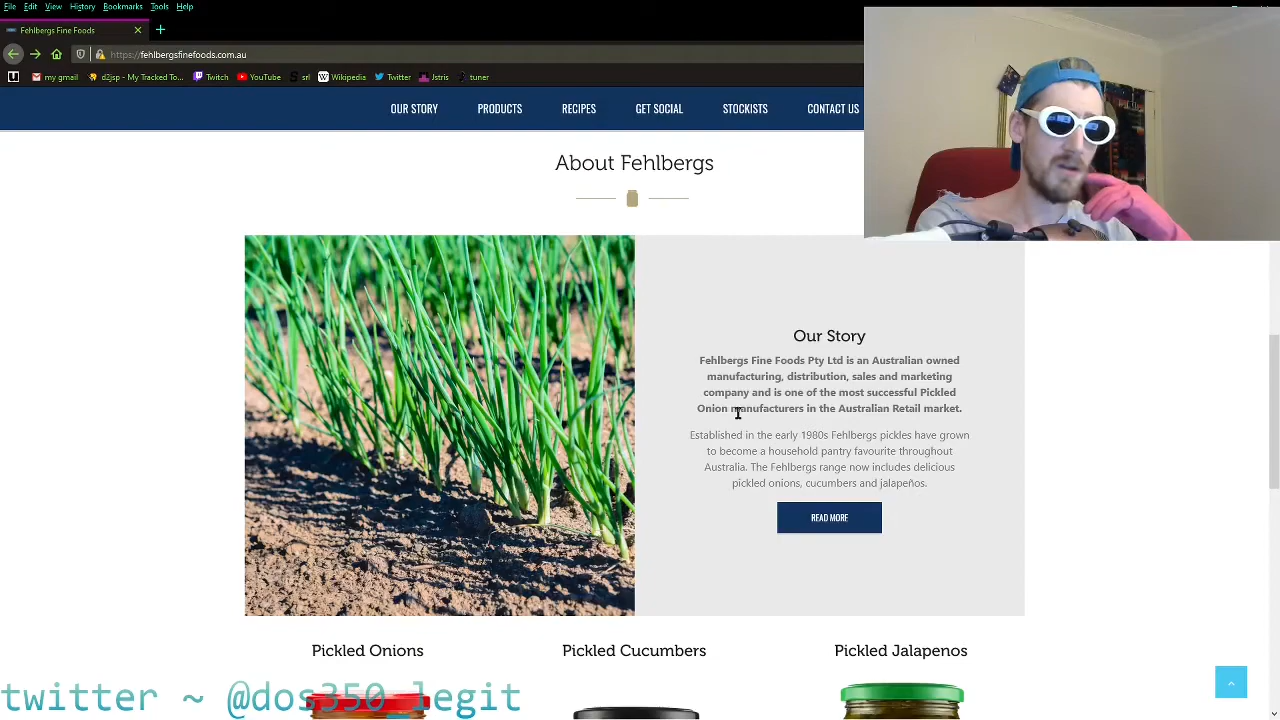 File Edit View History Bookmarks Tools Help
Fehlbergs Fine Foods
https://fehlbergsfinefoods.com.au
my gmail d2jsp - My Tracked To... Twitch YouTube srl Wikipedia Twitter Jstris tuner
OUR STORY PRODUCTS RECIPES GET SOCIAL STOCKISTS CONTACT US
About Fehlbergs
Our Story
Fehlbergs Fine Foods Pty Ltd is an Australian owned
manufacturing, distribution, sales and marketing
company and is one of the most successful Pickled
Onion manufacturers in the Australian Retail market.
Established in the early 1980s Fehlbergs pickles have grown
to become a household pantry favourite throughout
Australia. The Fehlbergs range now includes delicious
pickled onions, cucumbers and jalapeños.
READ MORE
Pickled Onions Pickled Cucumbers Pickled Jalapenos
twitter ~ @dos350_legit